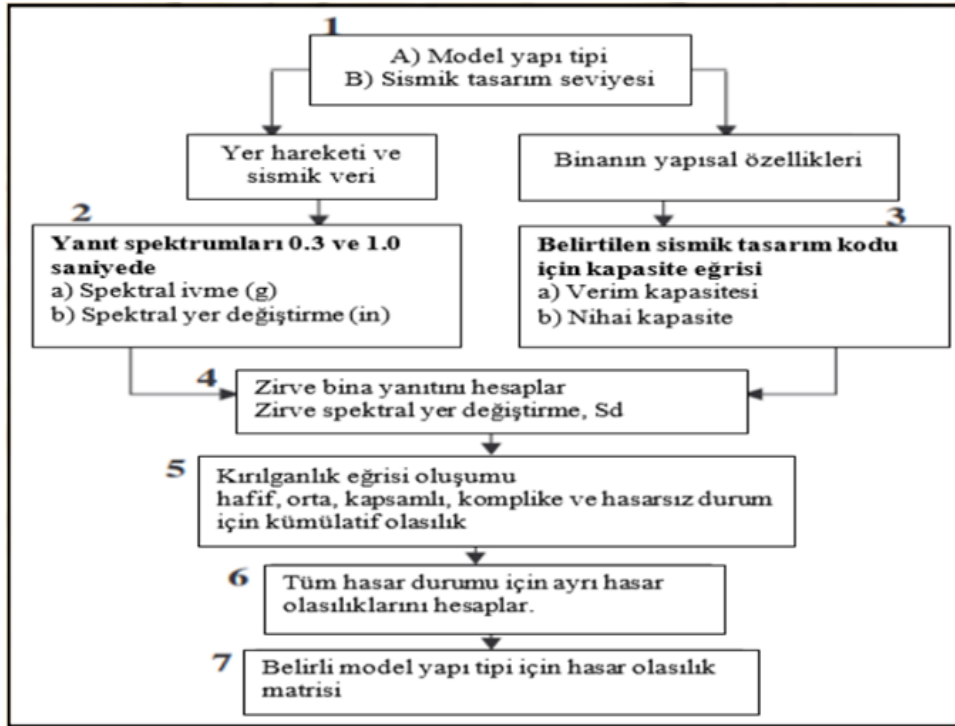 1
A) Model yapı tipi
B) Sismik tasarım seviyesi
Yer hareketi ve
sismik veri
Binanın yapısal özellikleri
2
Yanıt spektrumları 0.3 ve 1.0
saniyede
a) Spektral ivme (g)
b) Spektral yer değiştirme (in)
3
Belirtilen sismik tasarım kodu
için kapasite eğrisi
a) Verim kapasitesi
b) Nihai kapasite
4
Zirve bina yanıtını hesaplar
Zirve spektral yer değiştirme, Sd
5
Kırılganlık eğrisi oluşumu
hafif, orta, kapsamlı, komplike ve hasarsız durum
için kümülatif olasılık
6
Tüm hasar durumu için ayrı hasar
olasılıklarını hesaplar.
7
Belirli model yapı tipi için hasar olasılık
matrisi